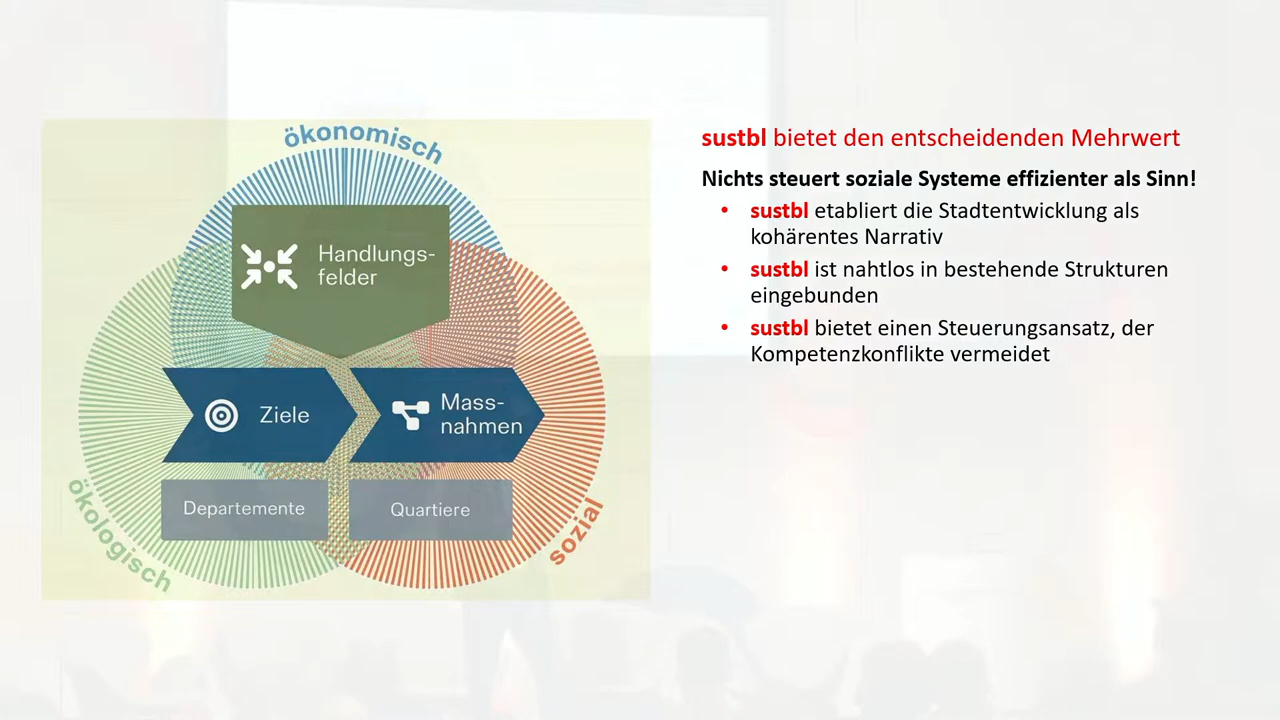 ökonomisch
Handlungs-
felder
Ziele
Mass-
nahmen
Departemente
Quartiere
ökologisch
sozial
sustbl bietet den entscheidenden Mehrwert
Nichts steuert soziale Systeme effizienter als Sinn!
• sustbl etabliert die Stadtentwicklung als
kohärentes Narrativ
• sustbl ist nahtlos in bestehende Strukturen
eingebunden
• sustbl bietet einen Steuerungsansatz, der
Kompetenzkonflikte vermeidet